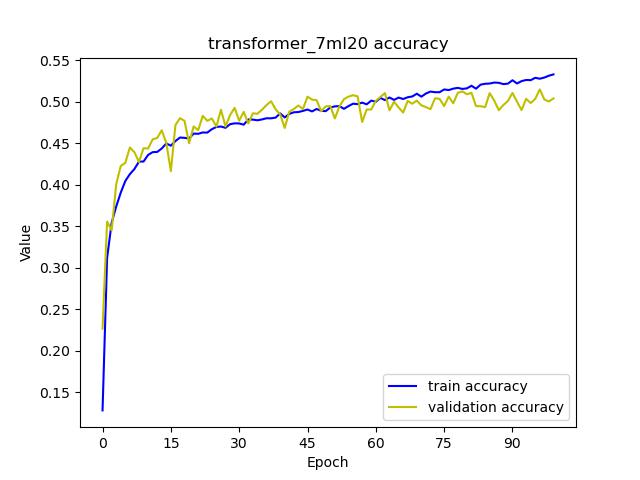 transformer_7ml20 accuracy
0.55
0.50
0.45
0.40
0.35
0.30
0.25
0.20
0.15
Value
0 15 30 45 60 75 90
Epoch
train accuracy
validation accuracy